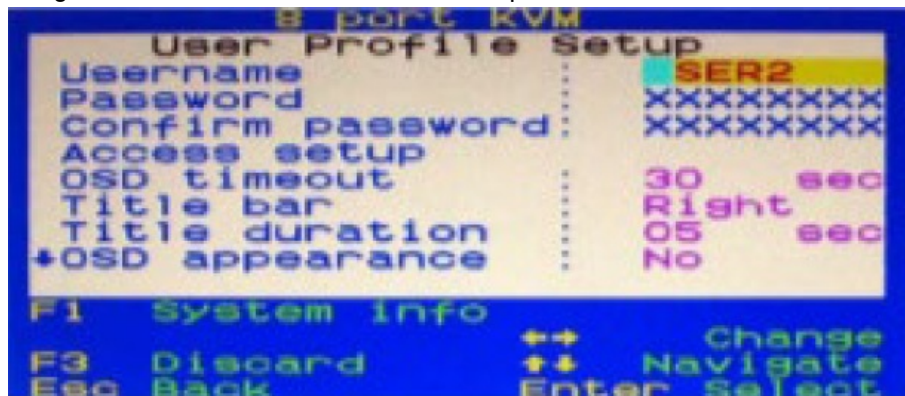 8 port KVM
User Profile Setup
Username : SER2
Password : XXXXXXXX
Confirm password: XXXXXXXX
Access setup
OSD timeout : 30 sec
Title bar : Right
Title duration : 05 sec
OSD appearance : No
F1 System info
←→ Change
F3 Discard ↑↓ Navigate
Esc Back Enter Select